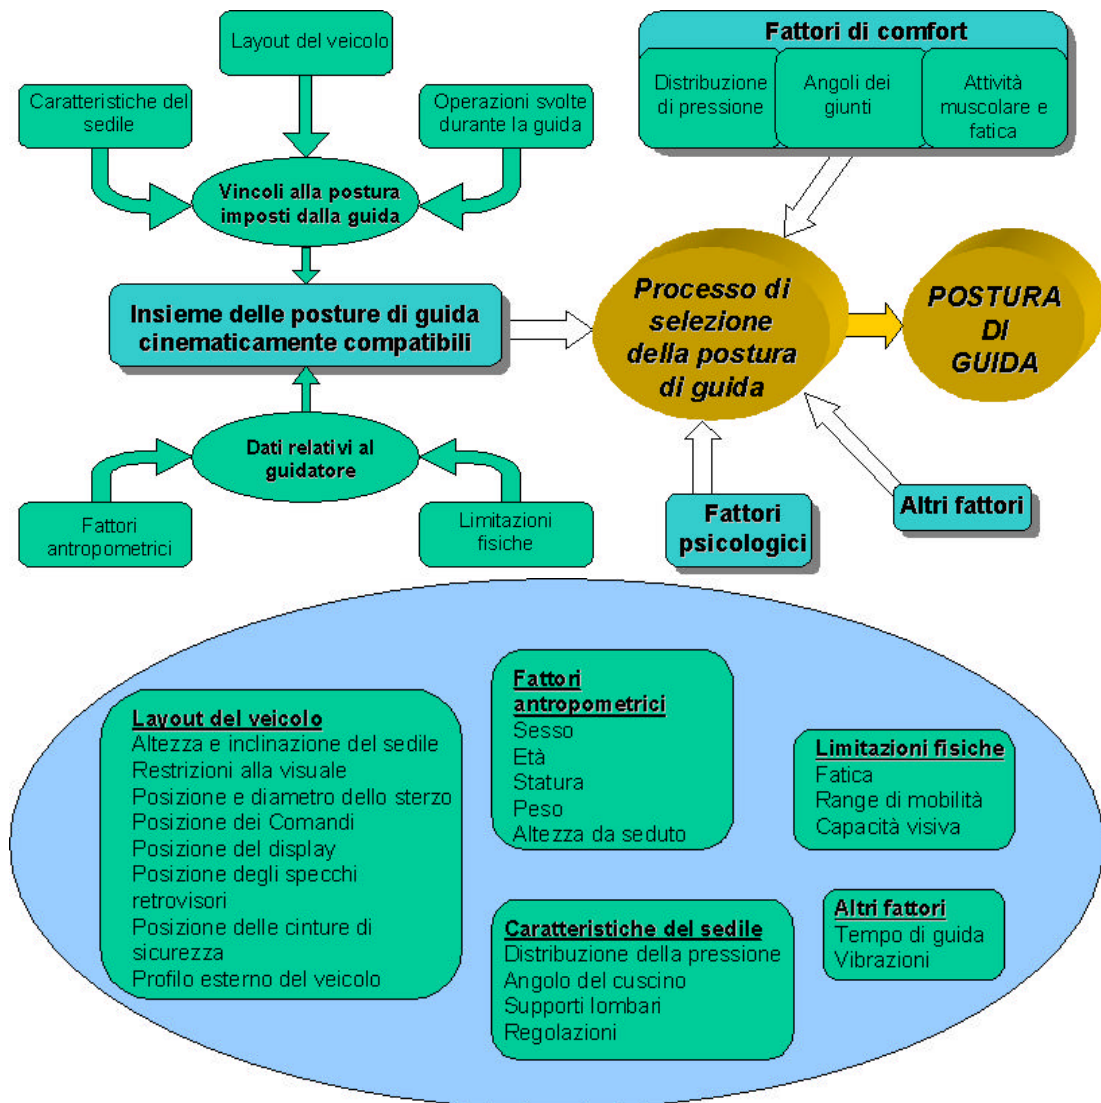 Layout del veicolo
Caratteristiche del
sedile
Operazioni svolte
durante la guida
Vincoli alla postura
imposti dalla guida
Insieme delle posture di guida
cinematicamente compatibili
Dati relativi al
guidatore
Fattori
antropometrici
Limitazioni
fisiche
Fattori di comfort
Distribuzione
di pressione
Angoli dei
giunti
Attività
muscolare e
fatica
Processo di
selezione
della postura
di guida
POSTURA
DI
GUIDA
Fattori
psicologici
Altri fattori
Layout del veicolo
Altezza e inclinazione del sedile
Restrizioni alla visuale
Posizione e diametro dello sterzo
Posizione dei Comandi
Posizione del display
Posizione degli specchi
retrovisori
Posizione delle cinture di
sicurezza
Profilo esterno del veicolo
Fattori
antropometrici
Sesso
Età
Statura
Peso
Altezza da seduto
Caratteristiche del sedile
Distribuzione della pressione
Angolo del cuscino
Supporti lombari
Regolazioni
Limitazioni fisiche
Fatica
Range di mobilità
Capacità visiva
Altri fattori
Tempo di guida
Vibrazioni